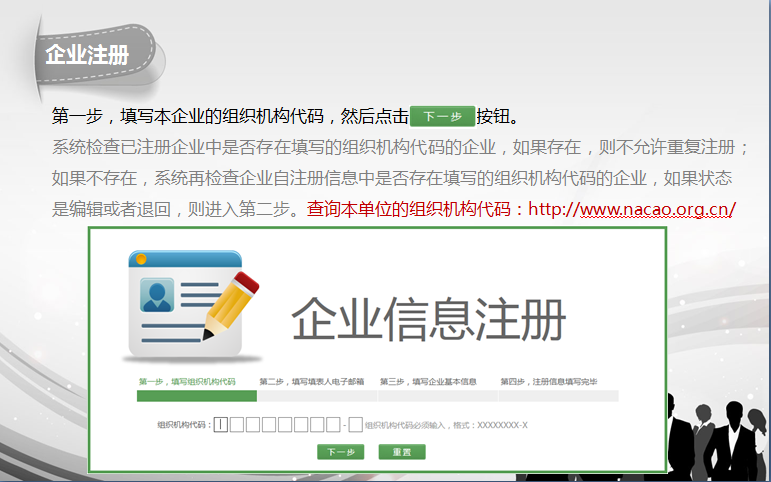 企业注册
第一步，填写本企业的组织机构代码，然后点击下一步按钮。
系统检查已注册企业中是否存在填写的组织机构代码的企业，如果存在，则不允许重复注册；
如果不存在，系统再检查企业自注册信息中是否存在填写的组织机构代码的企业，如果状态
是编辑或者退回，则进入第二步。查询本单位的组织机构代码：http://www.nacao.org.cn/
企业信息注册
第一步，填写组织机构代码 第二步，填写填表人电子邮箱 第三步，填写企业基本信息 第四步，注册信息填写完毕
组织机构代码： - 组织机构代码必须输入，格式：XXXXXXXX-X
下一步 重置